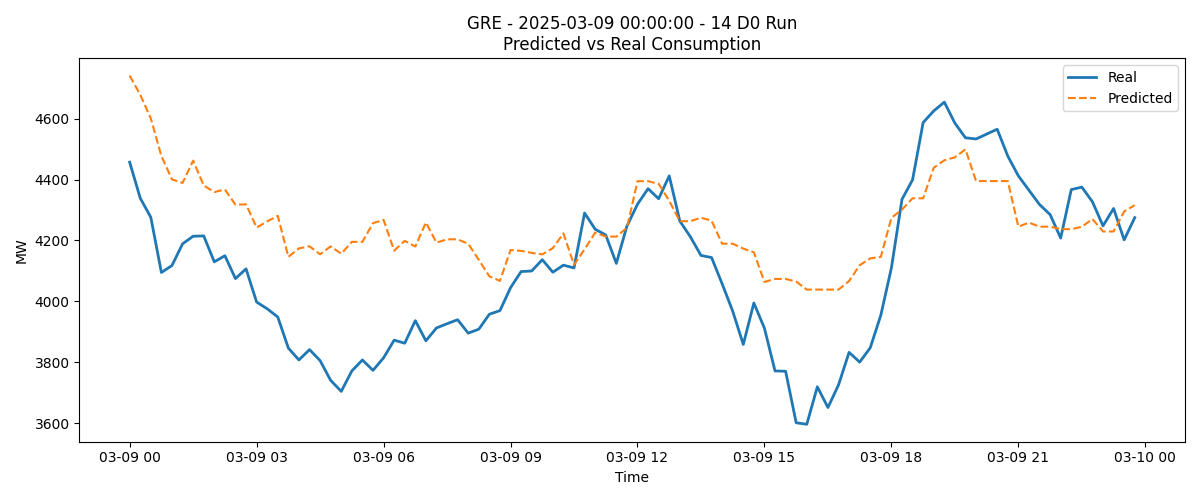 GRE - 2025-03-09 00:00:00 - 14 D0 Run
Predicted vs Real Consumption
Real
Predicted
MW
4600
4400
4200
4000
3800
3600
03-09 00
03-09 03
03-09 06
03-09 09
03-09 12
03-09 15
03-09 18
03-09 21
03-10 00
Time